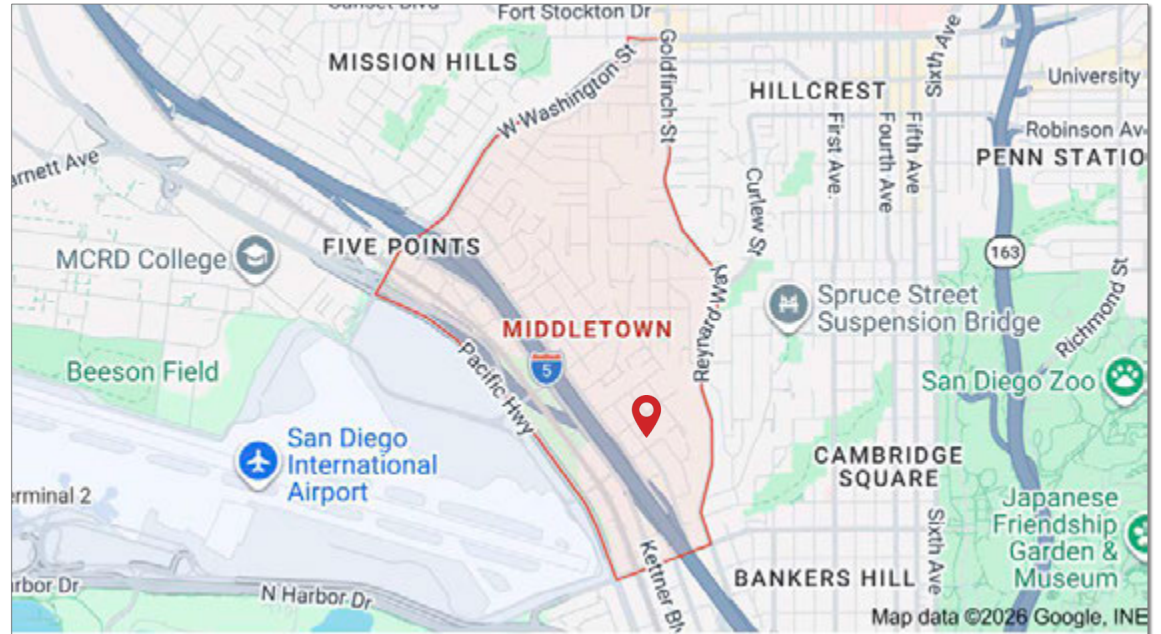 Fort Stockton Dr
MISSION HILLS
W Washington St
Goldfinch St
HILLCREST
Sixth Ave
University
First Ave
Fourth Ave
Fifth Ave
Robinson Av
PENN STATIO
arnett Ave
Curlew St
FIVE POINTS
MCRD College
163
Reynard Way
Spruce Street
Suspension Bridge
Richmond St
MIDDLETOWN
5
Pacific Hwy
Beeson Field
San Diego Zoo
San Diego
International
Airport
CAMBRIDGE
SQUARE
erminal 2
Japanese
Friendship
Garden &
Museum
Sixth Ave
Kettner Bl
BANKERS HILL
rbor Dr
N Harbor Dr
Map data ©2026 Google, INE